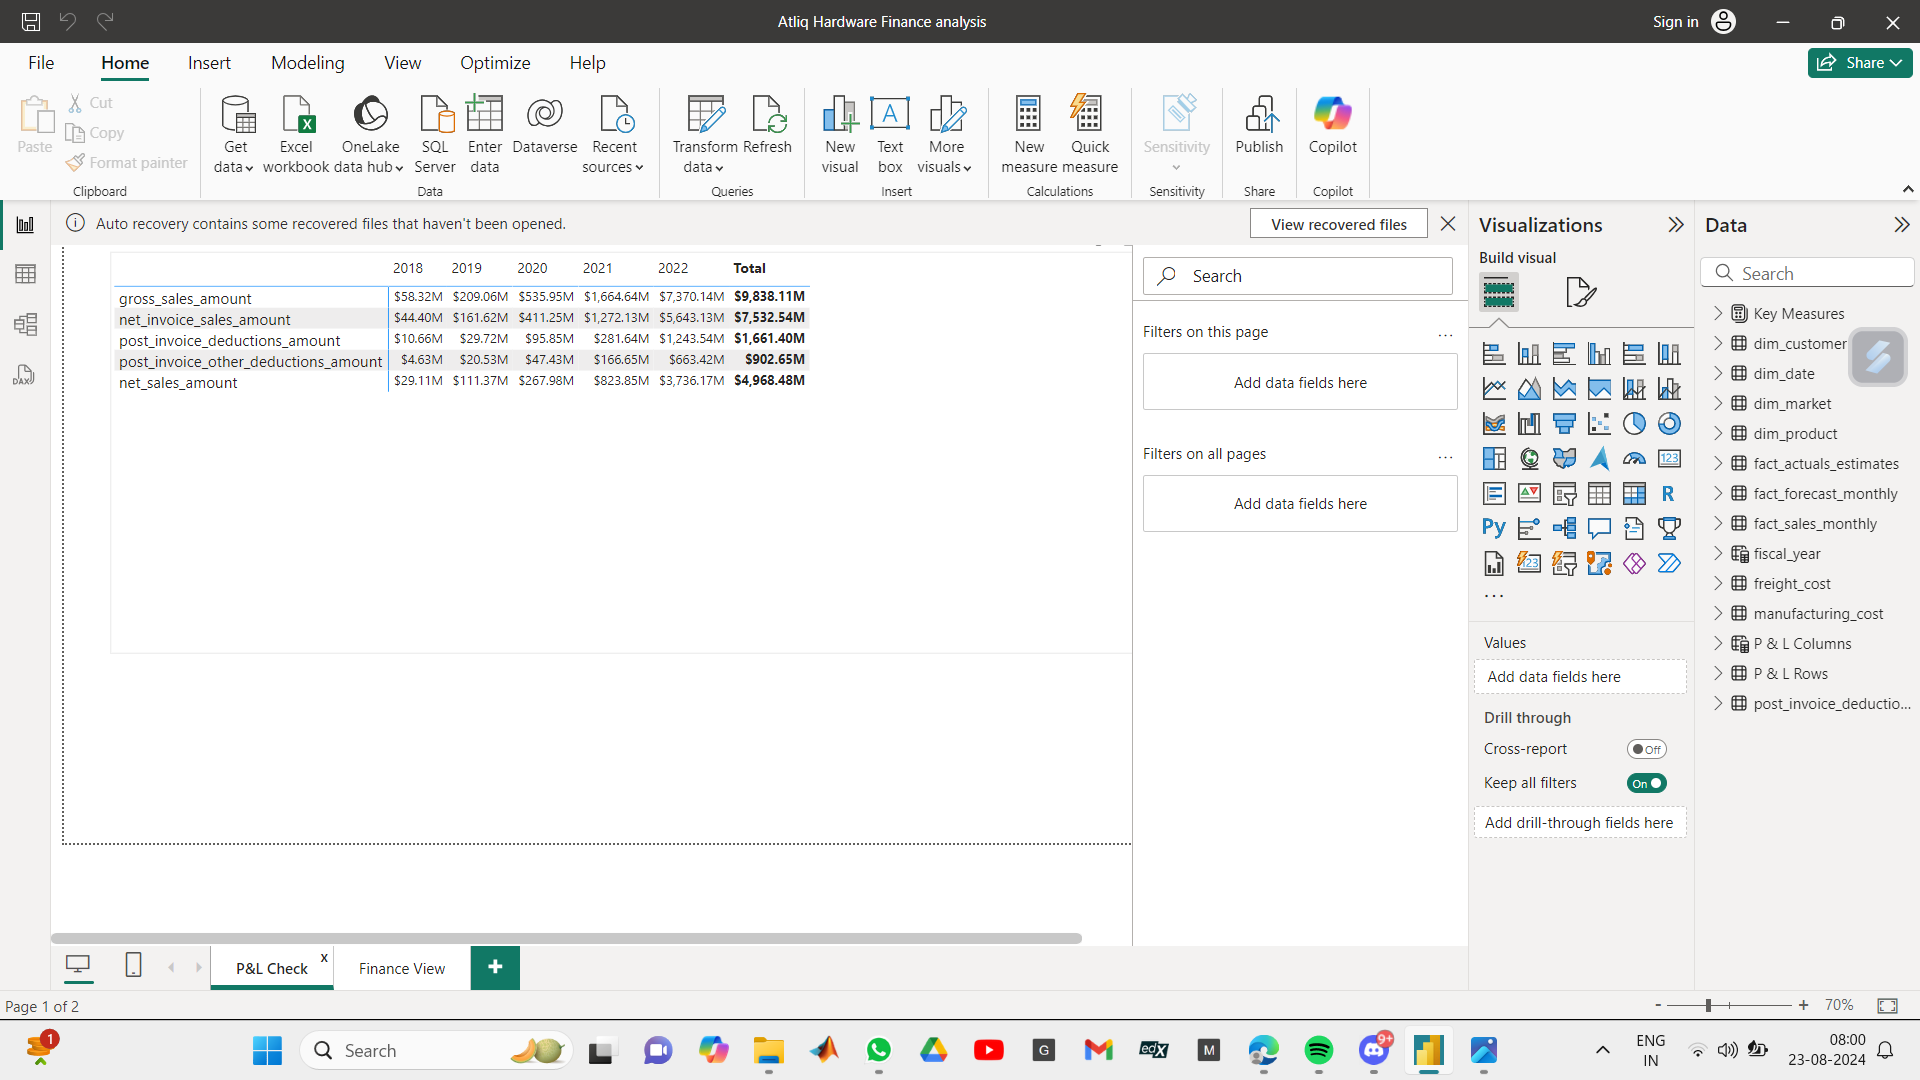 Atliq Hardware Finance analysis
Sign in
File Home Insert Modeling View Optimize Help
Share
Paste
Cut
Copy
Format painter
Clipboard
Get data
Excel workbook
OneLake data hub
SQL Server
Enter data
Dataverse
Recent sources
Data
Transform data
Refresh
Queries
New visual
Text box
More visuals
Insert
New measure
Quick measure
Calculations
Sensitivity
Sensitivity
Publish
Share
Copilot
Copilot
Auto recovery contains some recovered files that haven't been opened.
View recovered files
2018 2019 2020 2021 2022 Total
gross_sales_amount $58.32M $209.06M $535.95M $1,664.64M $7,370.14M $9,838.11M
net_invoice_sales_amount $44.40M $161.62M $411.25M $1,272.13M $5,643.13M $7,532.54M
post_invoice_deductions_amount $10.66M $29.72M $95.85M $281.64M $1,243.54M $1,661.40M
post_invoice_other_deductions_amount $4.63M $20.53M $47.43M $166.65M $663.42M $902.65M
net_sales_amount $29.11M $111.37M $267.98M $823.85M $3,736.17M $4,968.48M
Search
Filters on this page
...
Add data fields here
Filters on all pages
...
Add data fields here
Visualizations
Build visual
123
R
Py
123
...
Values
Add data fields here
Drill through
Cross-report
Off
Keep all filters
On
Add drill-through fields here
Data
Search
Key Measures
dim_customer
dim_date
dim_market
dim_product
fact_actuals_estimates
fact_forecast_monthly
fact_sales_monthly
fiscal_year
freight_cost
manufacturing_cost
P & L Columns
P & L Rows
post_invoice_deductio...
P&L Check
x
Finance View
+
Page 1 of 2
- + 70%
1
Search
G
edX
M
9+
ENG
IN
08:00
23-08-2024